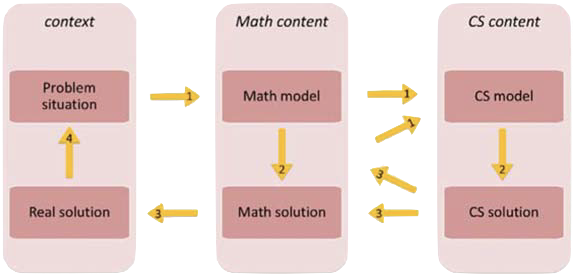 context
Math content
CS content
Problem
situation
1
Math model
1
CS model
1
4
2
2
3
Real solution
3
Math solution
3
CS solution